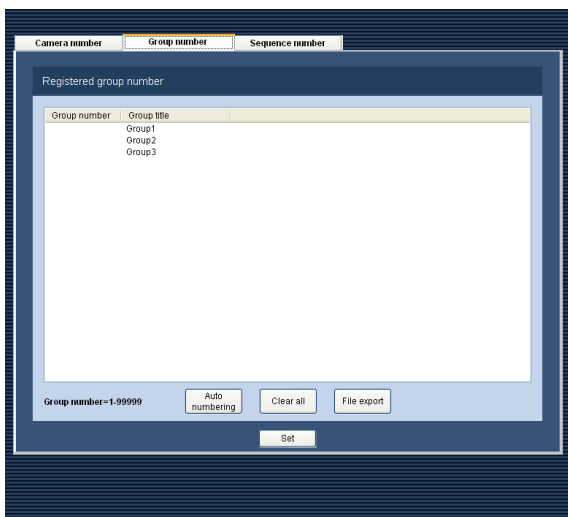 Camera number Group number Sequence number
Registered group number
Group number Group title
Group1
Group2
Group3
Group number=1-99999
Auto numbering
Clear all
File export
Set